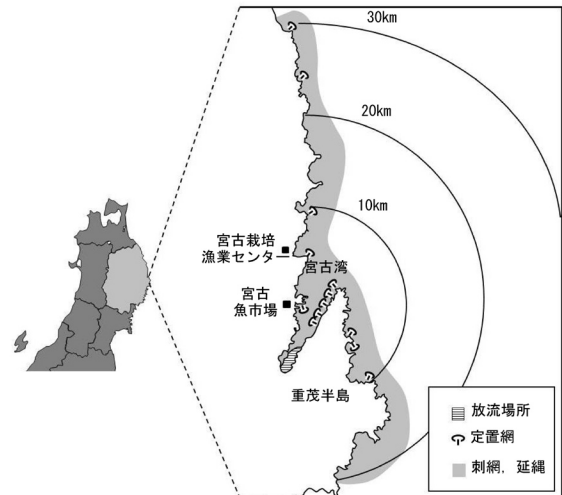 30km
20km
10km
宮古栽培
漁業センター
宮古湾
宮古
魚市場
重茂半島
放流場所
定置網
刺網，延縄